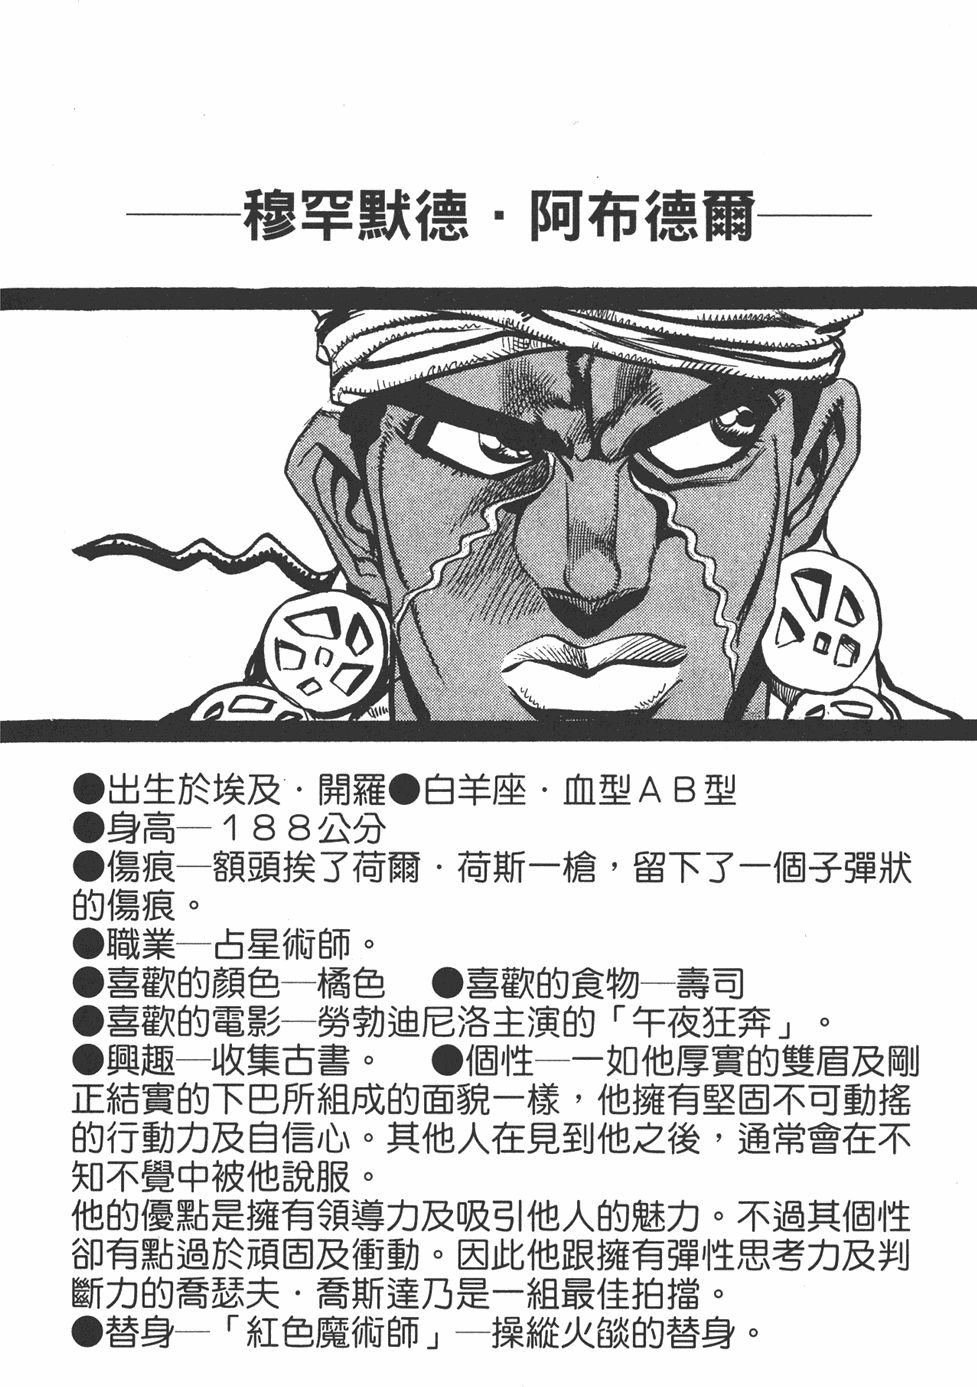 穆罕默德・阿布德爾
●出生於埃及・開羅●白羊座・血型ＡＢ型
●身高―１８８公分
●傷痕―額頭挨了荷爾・荷斯一槍，留下了一個子彈狀
的傷痕。
●職業―占星術師。
●喜歡的顏色―橘色　●喜歡的食物―壽司
●喜歡的電影―勞勃迪尼洛主演的「午夜狂奔」。
●興趣―收集古書。　●個性―一如他厚實的雙眉及剛
正結實的下巴所組成的面貌一樣，他擁有堅固不可動搖
的行動力及自信心。其他人在見到他之後，通常會在不
知不覺中被他說服。
他的優點是擁有領導力及吸引他人的魅力。不過其個性
卻有點過於頑固及衝動。因此他跟擁有彈性思考力及判
斷力的喬瑟夫・喬斯達乃是一組最佳拍擋。
●替身―「紅色魔術師」―操縱火燄的替身。